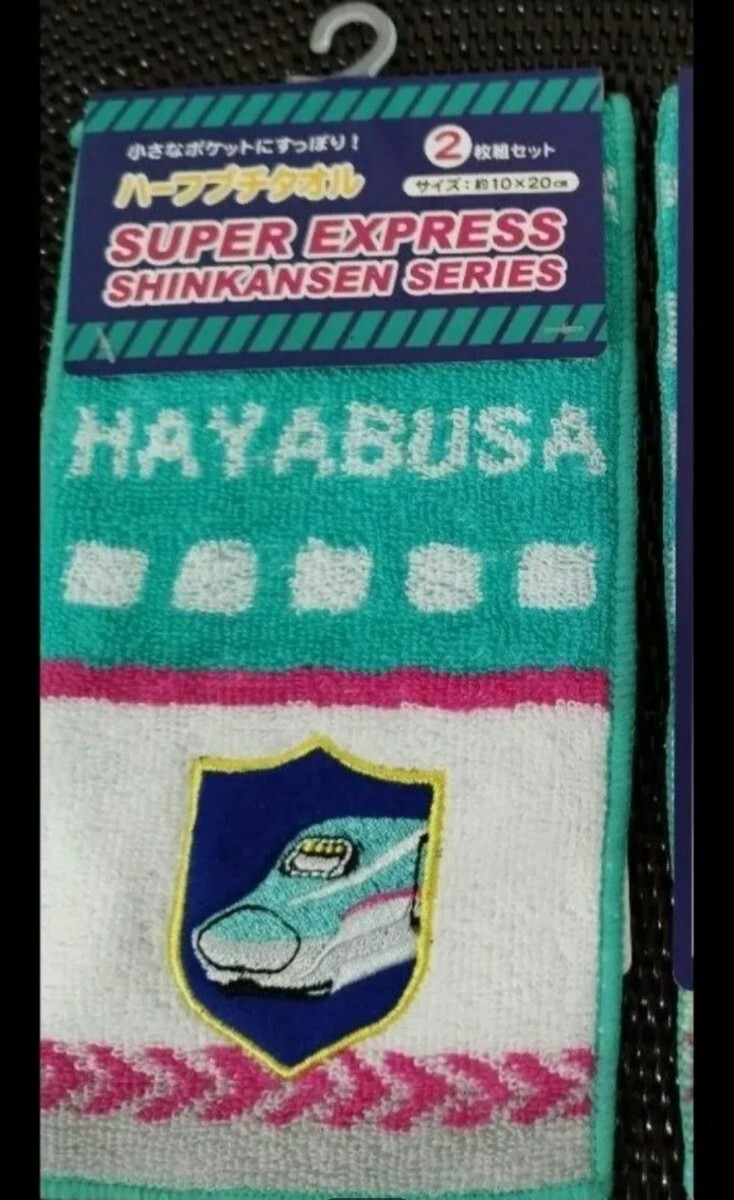 小さなポケットにすっぽり!
ハーフプチタオル
2枚組セット
サイズ:約10×20㎝
SUPER EXPRESS
SHINKANSEN SERIES
HAYABUSA